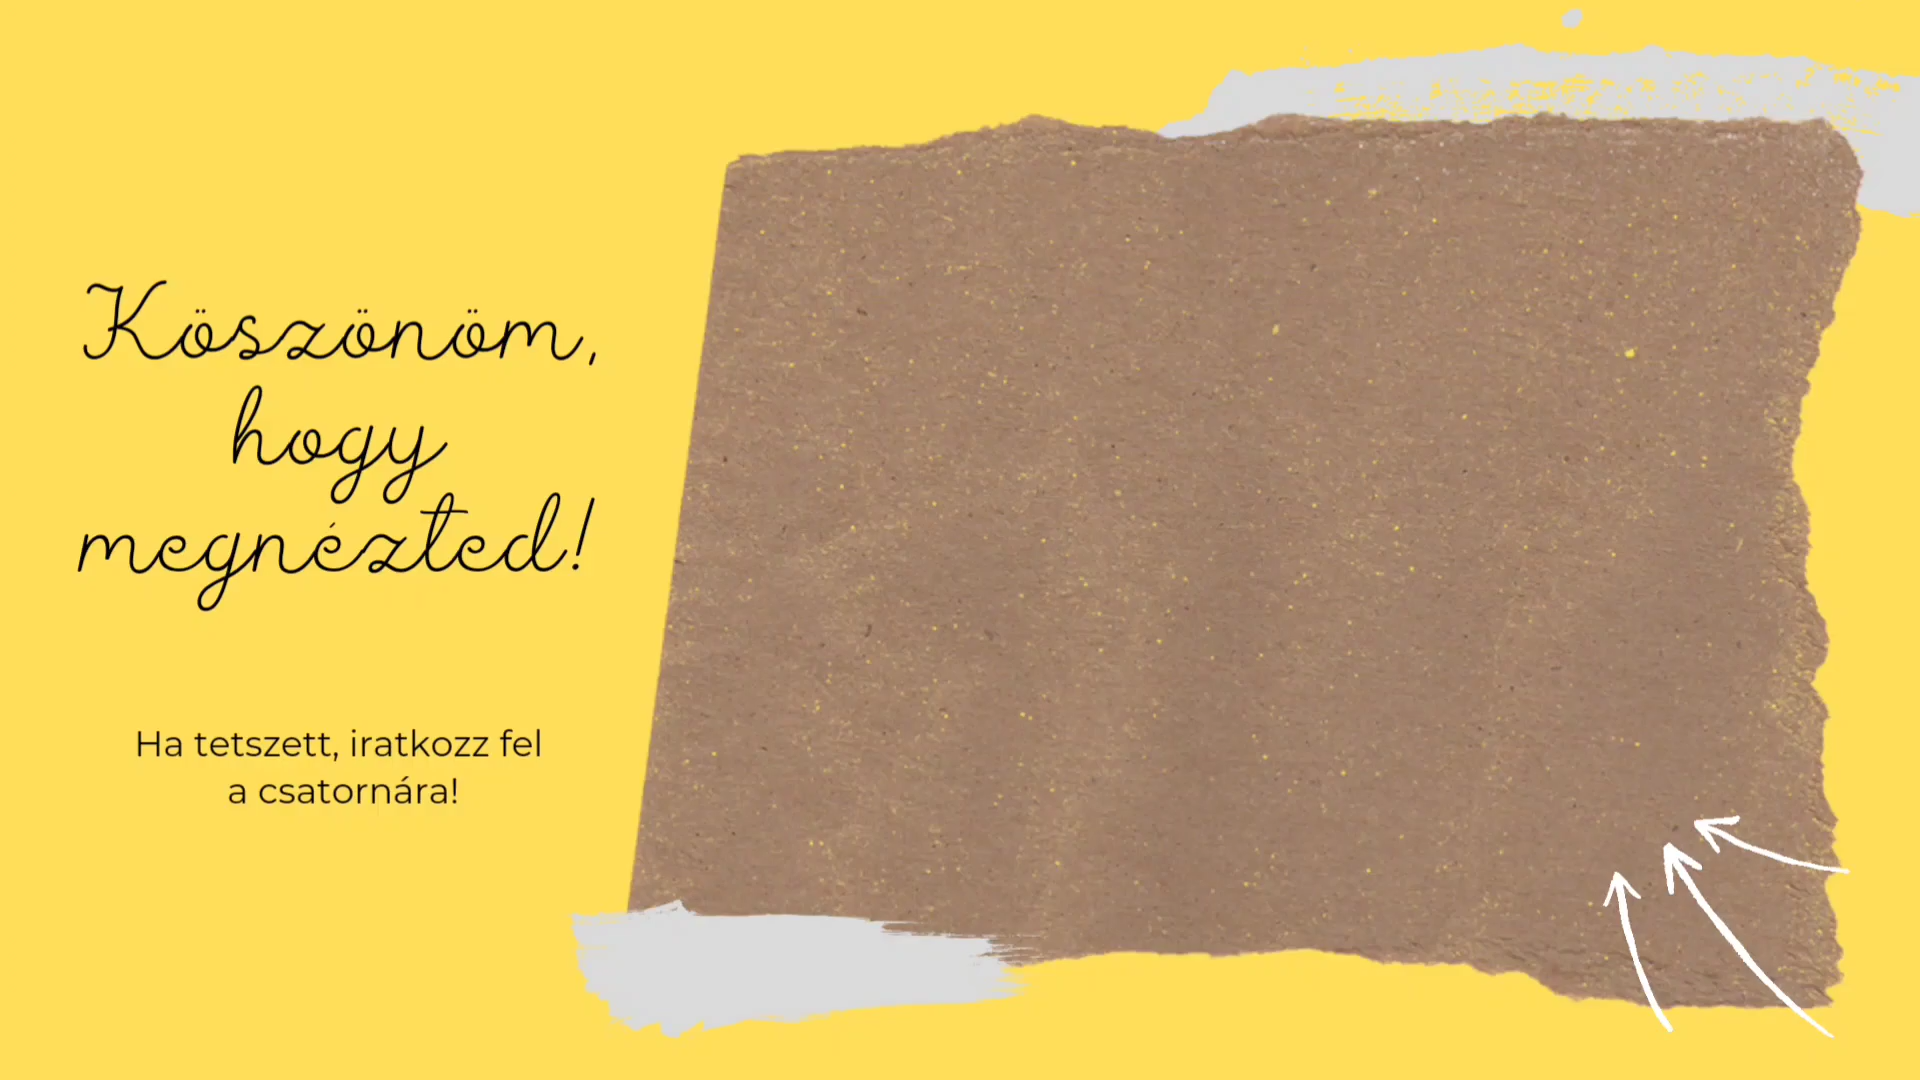 Köszönöm,
hogy
megnézted!
Ha tetszett, iratkozz fel
a csatornára!